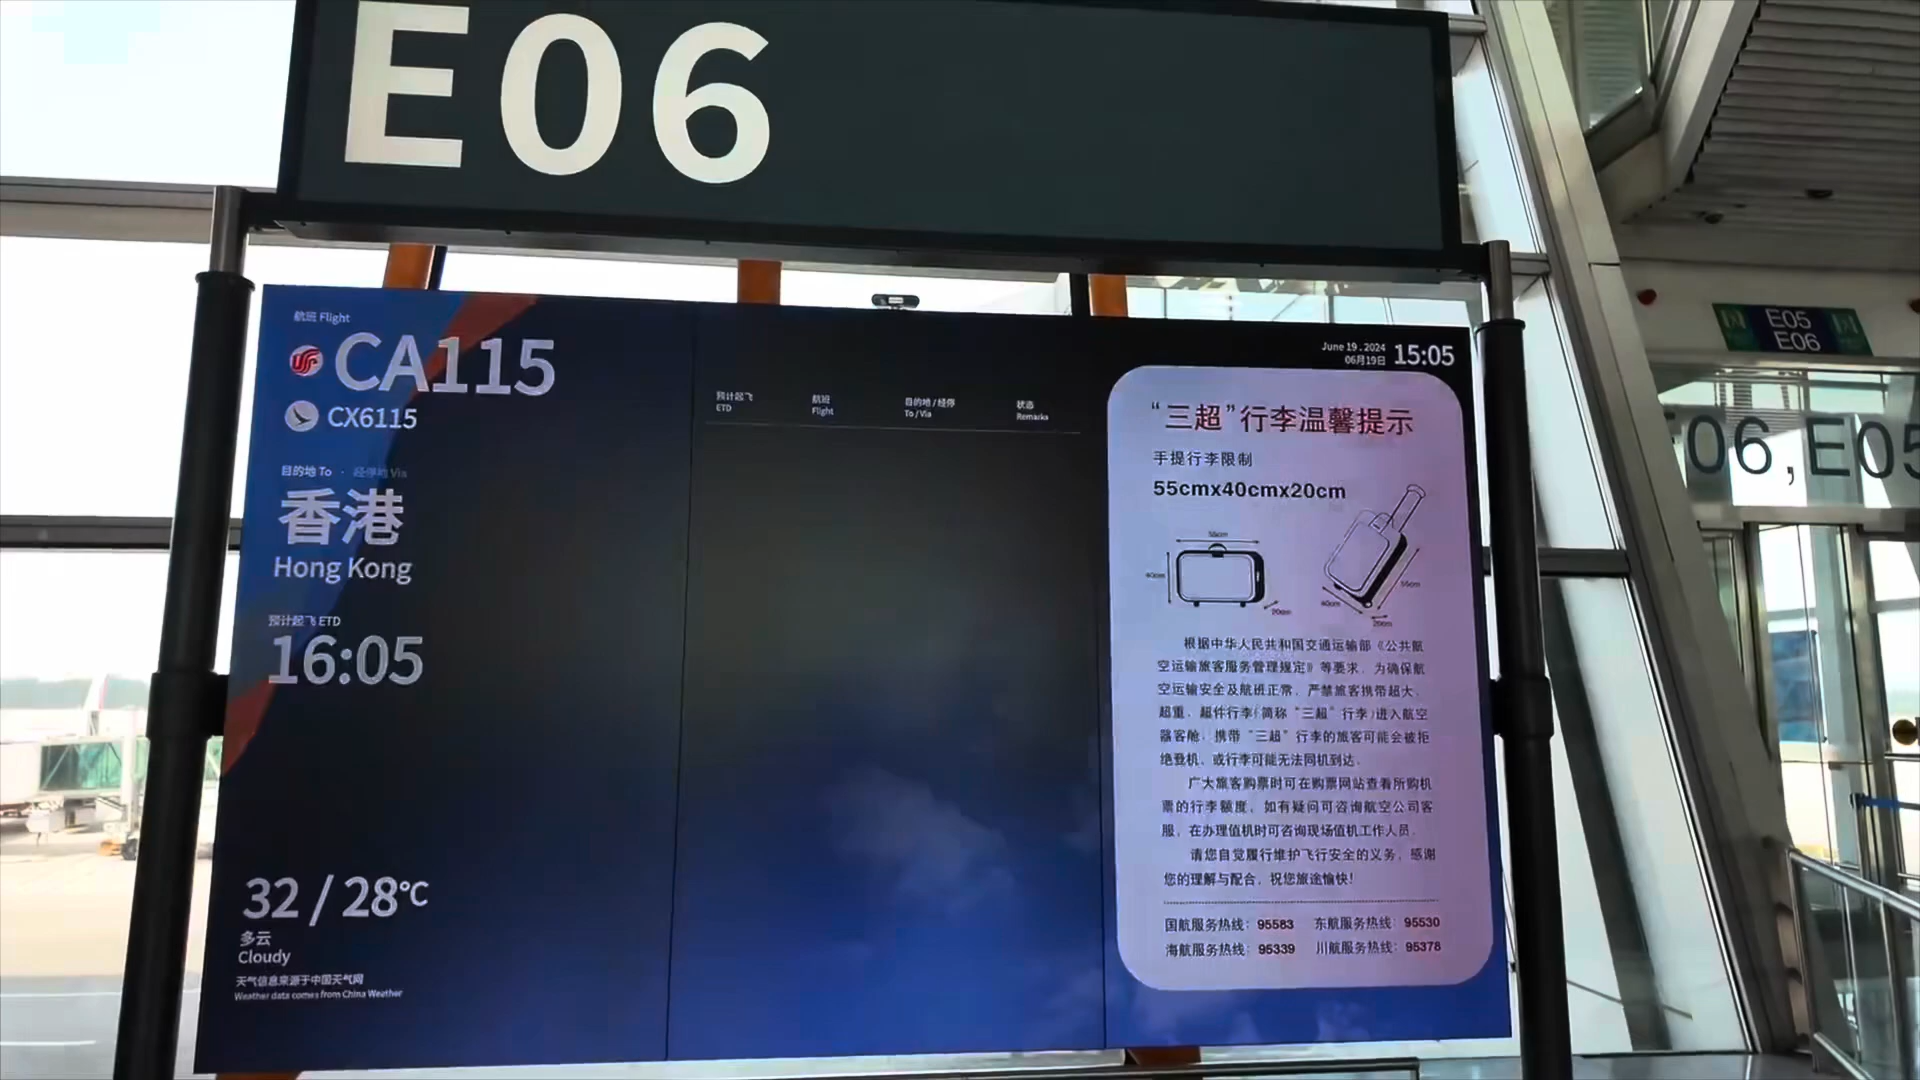 E06
航班 Flight
CA115
CX6115
目的地 To · 经停地 Via
香港
Hong Kong
预计起飞 ETD
16:05
32 / 28℃
多云
Cloudy
天气信息来源于中国天气网
Weather data comes from China Weather
预计起飞 航班 目的地 / 经停 状态
ETD Flight To / Via Remarks
June 19 . 2024
06月19日
15:05
“三超”行李温馨提示
手提行李限制
55cmx40cmx20cm
55cm
40cm
20cm
55cm
40cm
20cm
根据中华人民共和国交通运输部《公共航
空运输旅客服务管理规定》等要求，为确保航
空运输安全及航班正常，严禁旅客携带超大、
超重、超件行李(简称“三超”行李)进入航空
器客舱，携带“三超”行李的旅客可能会被拒
绝登机，或行李可能无法同机到达。
广大旅客购票时可在购票网站查看所购机
票的行李额度，如有疑问可咨询航空公司客
服，在办理值机时可咨询现场值机工作人员。
请您自觉履行维护飞行安全的义务，感谢
您的理解与配合，祝您旅途愉快！
国航服务热线：95583 东航服务热线：95530
海航服务热线：95339 川航服务热线：95378
E05
E06
06,E05